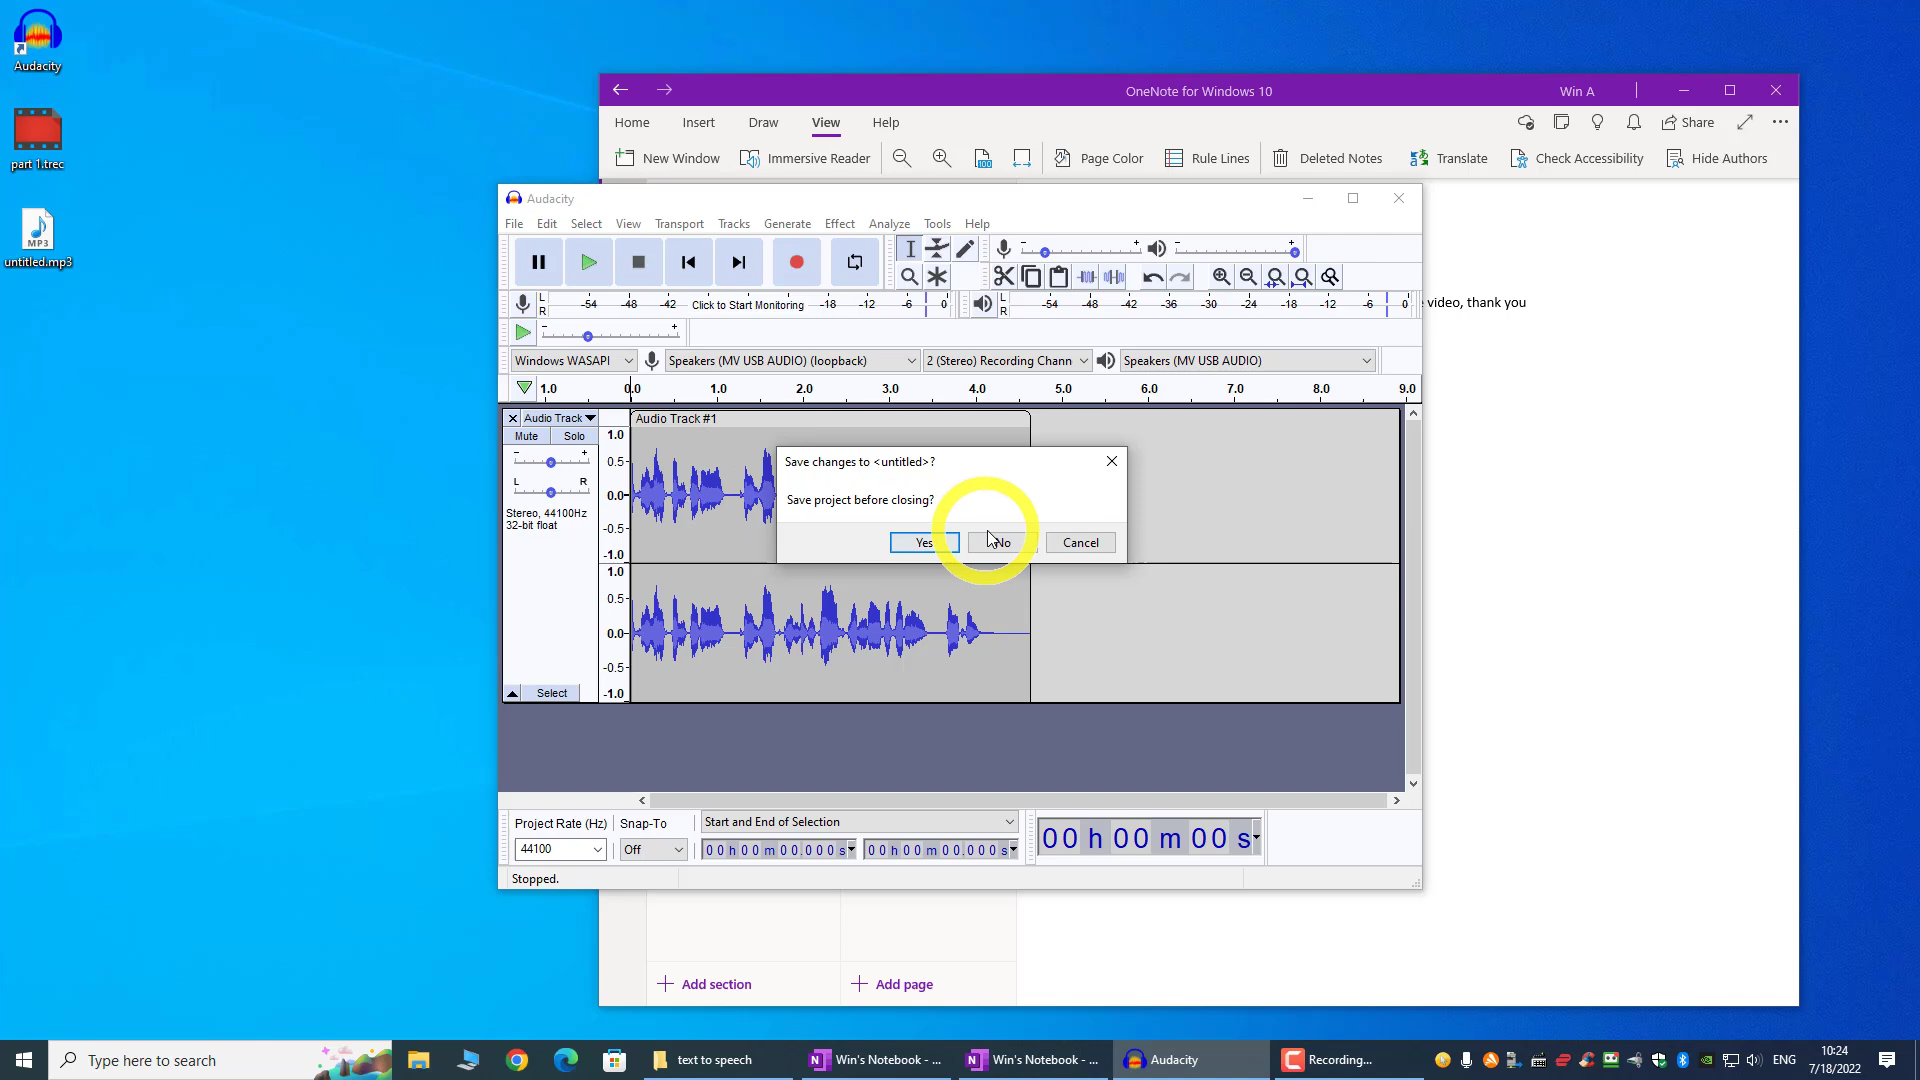 Audacity
part 1.trec
MP3
untitled.mp3
OneNote for Windows 10
Win A
Home
Insert
Draw
View
Help
Share
New Window
Immersive Reader
100
Page Color
Rule Lines
Deleted Notes
Translate
Check Accessibility
Hide Authors
video, thank you
Audacity
File
Edit
Select
View
Transport
Tracks
Generate
Effect
Analyze
Tools
Help
L
R
-54
-48
-42
Click to Start Monitoring
-18
-12
-6
0
L
R
-54
-48
-42
-36
-30
-24
-18
-12
-6
0
Windows WASAPI
Speakers (MV USB AUDIO) (loopback)
2 (Stereo) Recording Chann
Speakers (MV USB AUDIO)
1.0
0.0
1.0
2.0
3.0
4.0
5.0
6.0
7.0
8.0
9.0
Audio Track
Audio Track #1
Mute
Solo
L
R
Stereo, 44100Hz
32-bit float
Select
1.0
0.5
0.0
-0.5
-1.0
1.0
0.5
0.0
-0.5
-1.0
Save changes to <untitled>?
Save project before closing?
Yes
No
Cancel
Project Rate (Hz)
Snap-To
Start and End of Selection
44100
Off
00 h 00 m 00.000 s
00 h 00 m 00.000 s
00 h 00 m 00 s
Stopped.
Add section
Add page
Type here to search
text to speech
Win's Notebook - ...
Win's Notebook - ...
Audacity
Recording...
ENG
10:24
7/18/2022